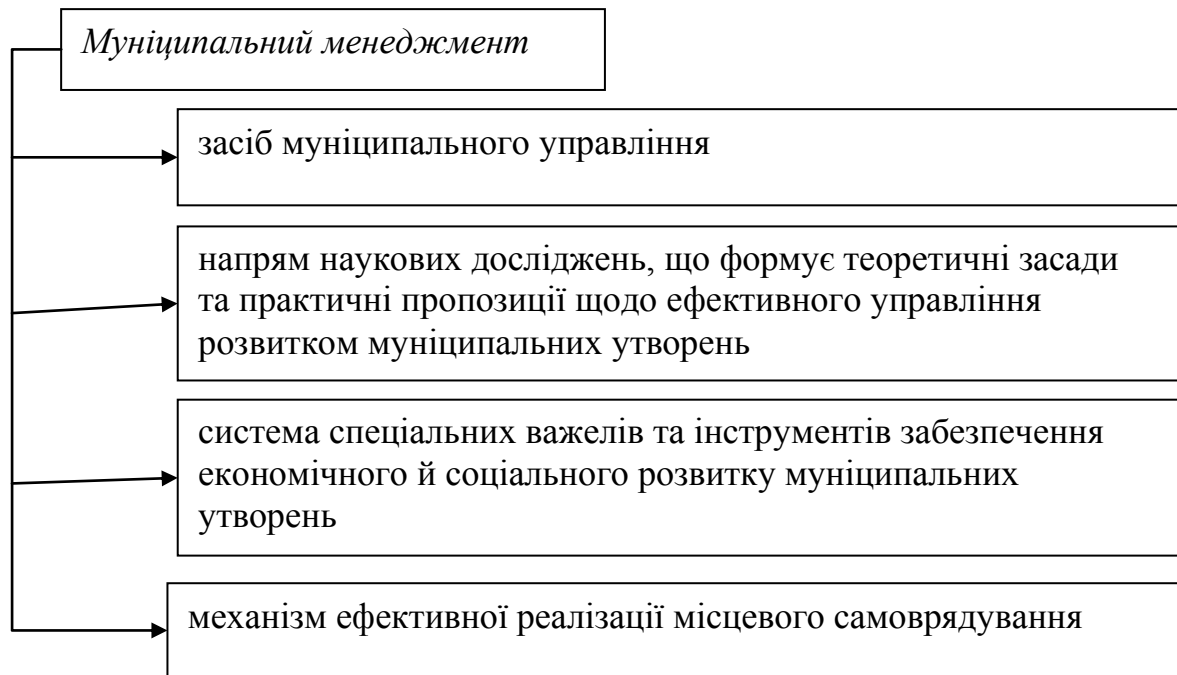 Муніципальний менеджмент
засіб муніципального управління
напрям наукових досліджень, що формує теоретичні засади
та практичні пропозиції щодо ефективного управління
розвитком муніципальних утворень
система спеціальних важелів та інструментів забезпечення
економічного й соціального розвитку муніципальних
утворень
механізм ефективної реалізації місцевого самоврядування